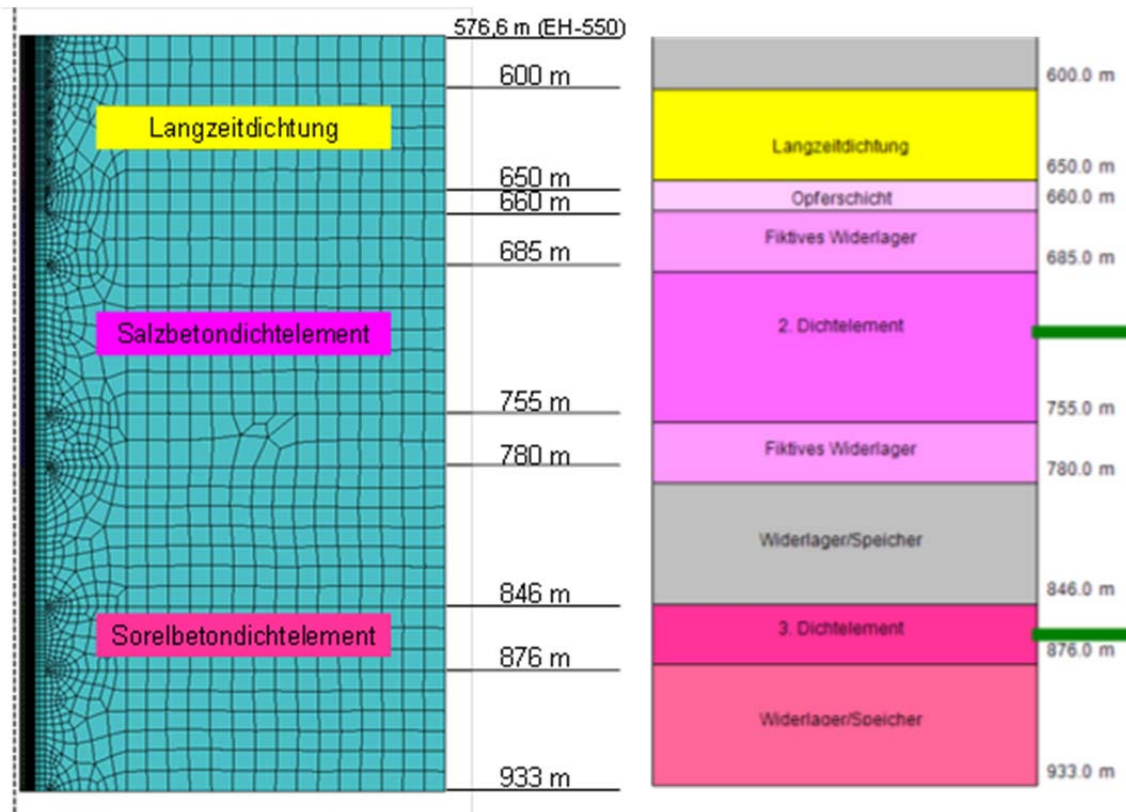 576,6 m (EH-550)
600 m
Langzeitdichtung
650 m
660 m
685 m
Salzbetondichtelement
755 m
780 m
846 m
Sorelbetondichtelement
876 m
933 m
600.0 m
Langzeitdichtung
650.0 m
Opferschicht
660.0 m
Fiktives Widerlager
685.0 m
2. Dichtelement
755.0 m
Fiktives Widerlager
780.0 m
Widerlager/Speicher
846.0 m
3. Dichtelement
876.0 m
Widerlager/Speicher
933.0 m